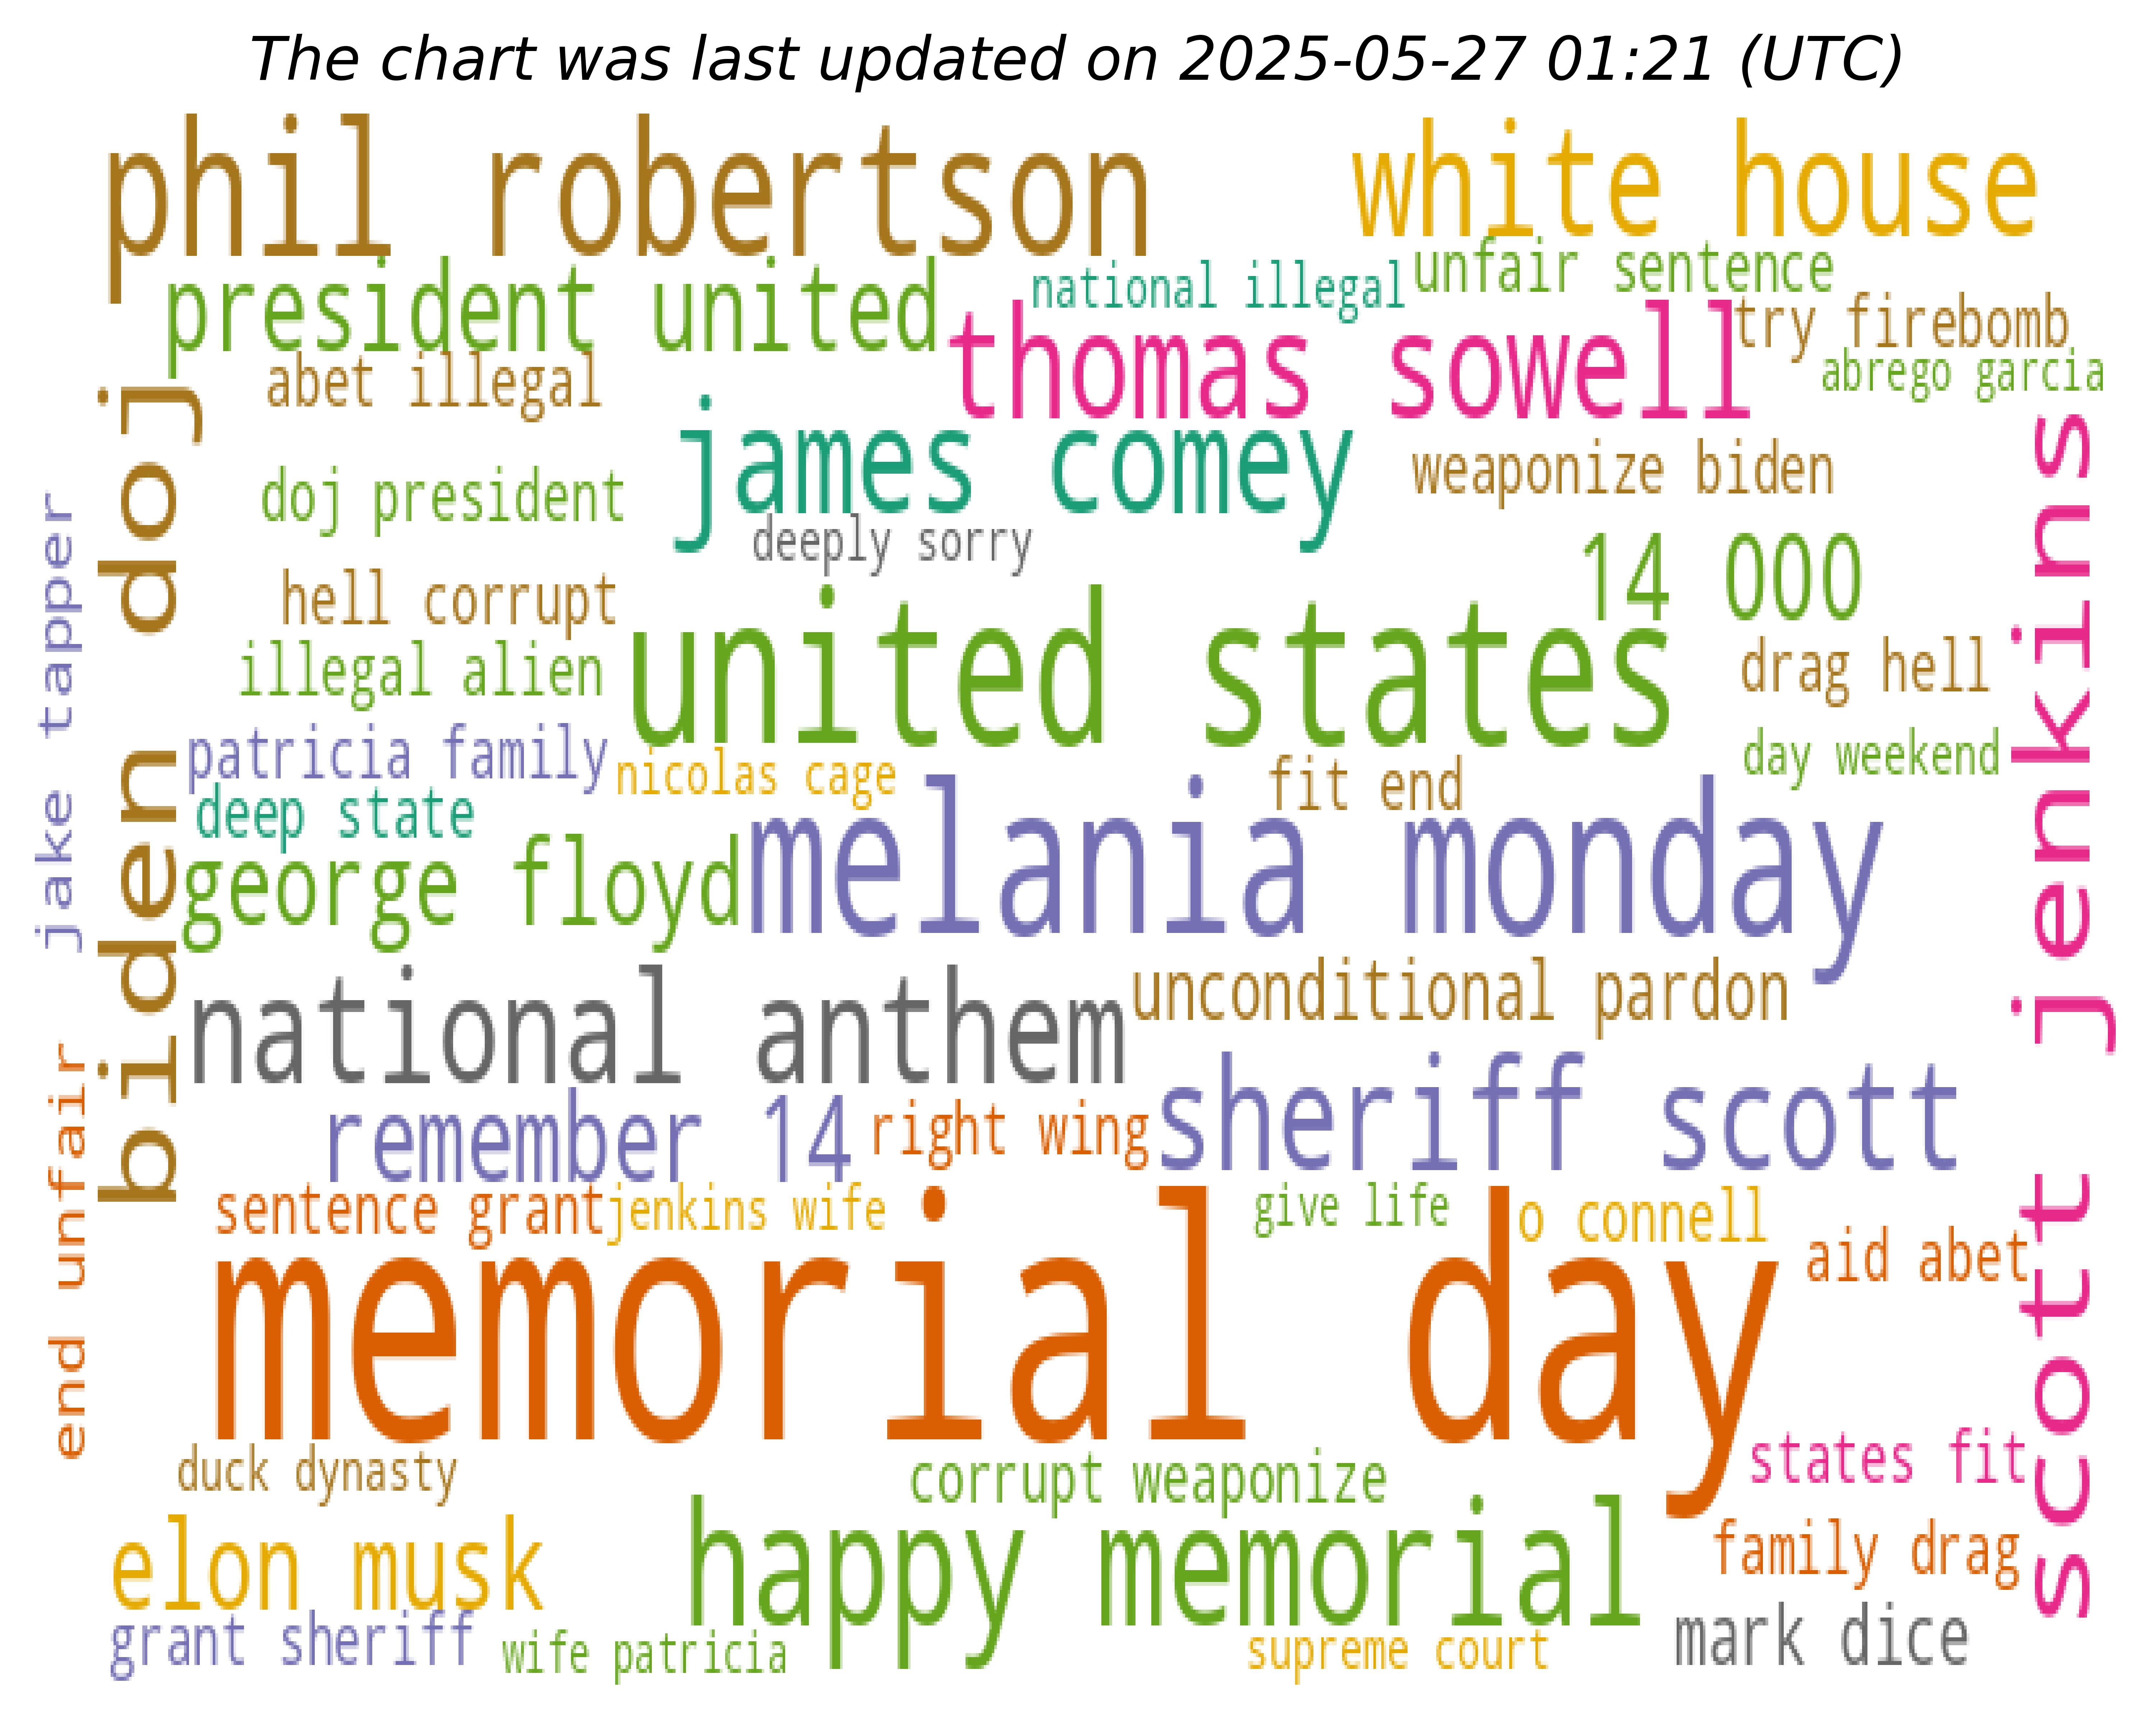 The chart was last updated on 2025-05-27 01:21 (UTC)
phil robertson
white house
president united
national illegal
unfair sentence
thomas sowell
try firebomb
abrego garcia
abet illegal
james comey
weaponize biden
doj president
deeply sorry
14 000
hell corrupt
united states
illegal alien
drag hell
patricia family
nicolas cage
fit end
day weekend
deep state
george floyd
melania monday
national anthem
unconditional pardon
remember 14
right wing
sheriff scott
sentence grant
jenkins wife
give life
o connell
aid abet
memorial day
duck dynasty
corrupt weaponize
states fit
elon musk
happy memorial
family drag
grant sheriff
wife patricia
supreme court
mark dice
jake tapper
biden doj
end unfair
scott jenkins